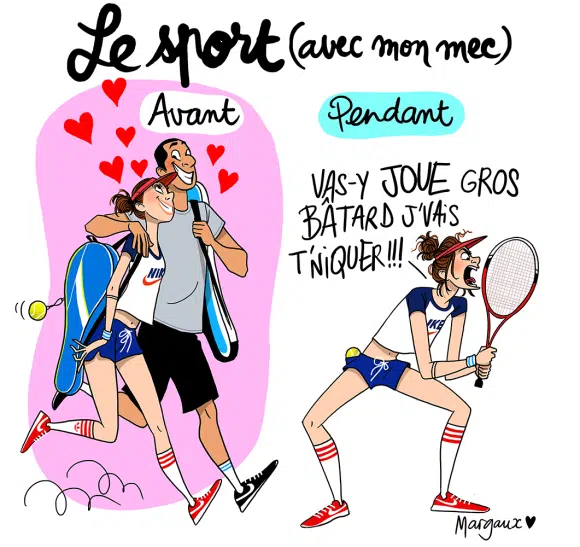 Le sport (avec mon mec)
Avant
Pendant
VAS-Y JOUE GROS
BÂTARD J'VAIS
T'NIQUER!!!
NIKE
NIKE
Margaux ♥